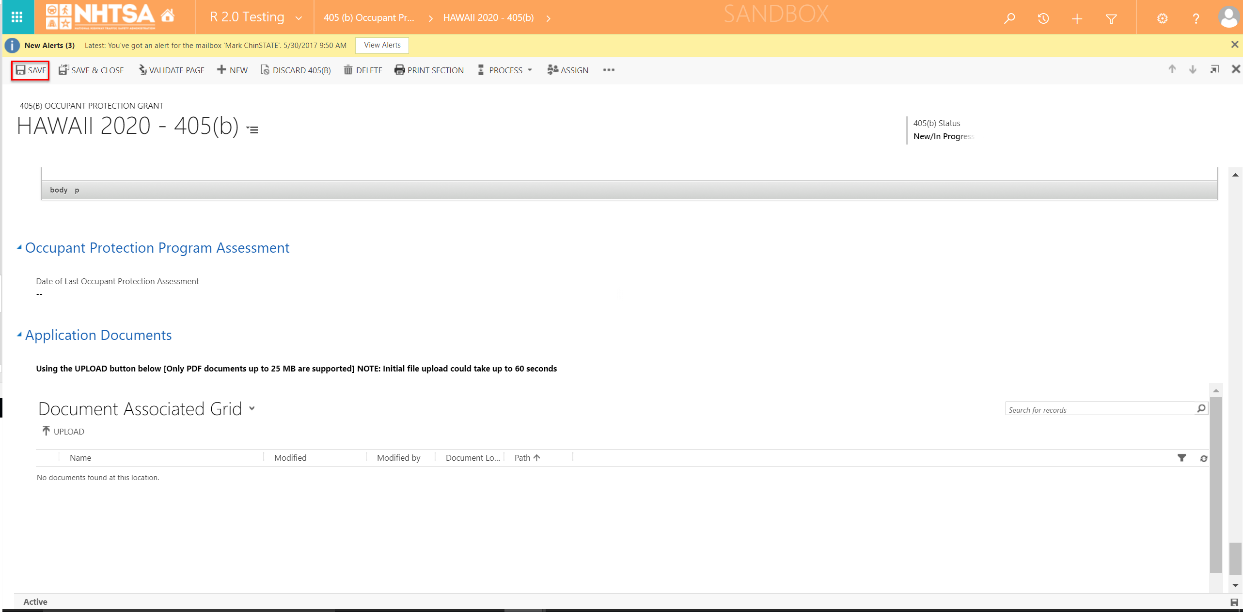 NHTSA R 2.0 Testing 405 (b) Occupant Pr... HAWAII 2020 - 405(b) SANDBOX ?
New Alerts (3) Latest: You've got an alert for the mailbox 'Mark ChinSTATE'. 5/30/2017 9:50 AM View Alerts
SAVE SAVE & CLOSE VALIDATE PAGE NEW DISCARD 405(B) DELETE PRINT SECTION PROCESS ASSIGN ...
405(B) OCCUPANT PROTECTION GRANT
HAWAII 2020 - 405(b)
405(b) Status
New/In Progress
body p
Occupant Protection Program Assessment
Date of Last Occupant Protection Assessment
--
Application Documents
Using the UPLOAD button below [Only PDF documents up to 25 MB are supported] NOTE: Initial file upload could take up to 60 seconds
Document Associated Grid
Search for records
UPLOAD
Name Modified Modified by Document Lo... Path
No documents found at this location.
Active